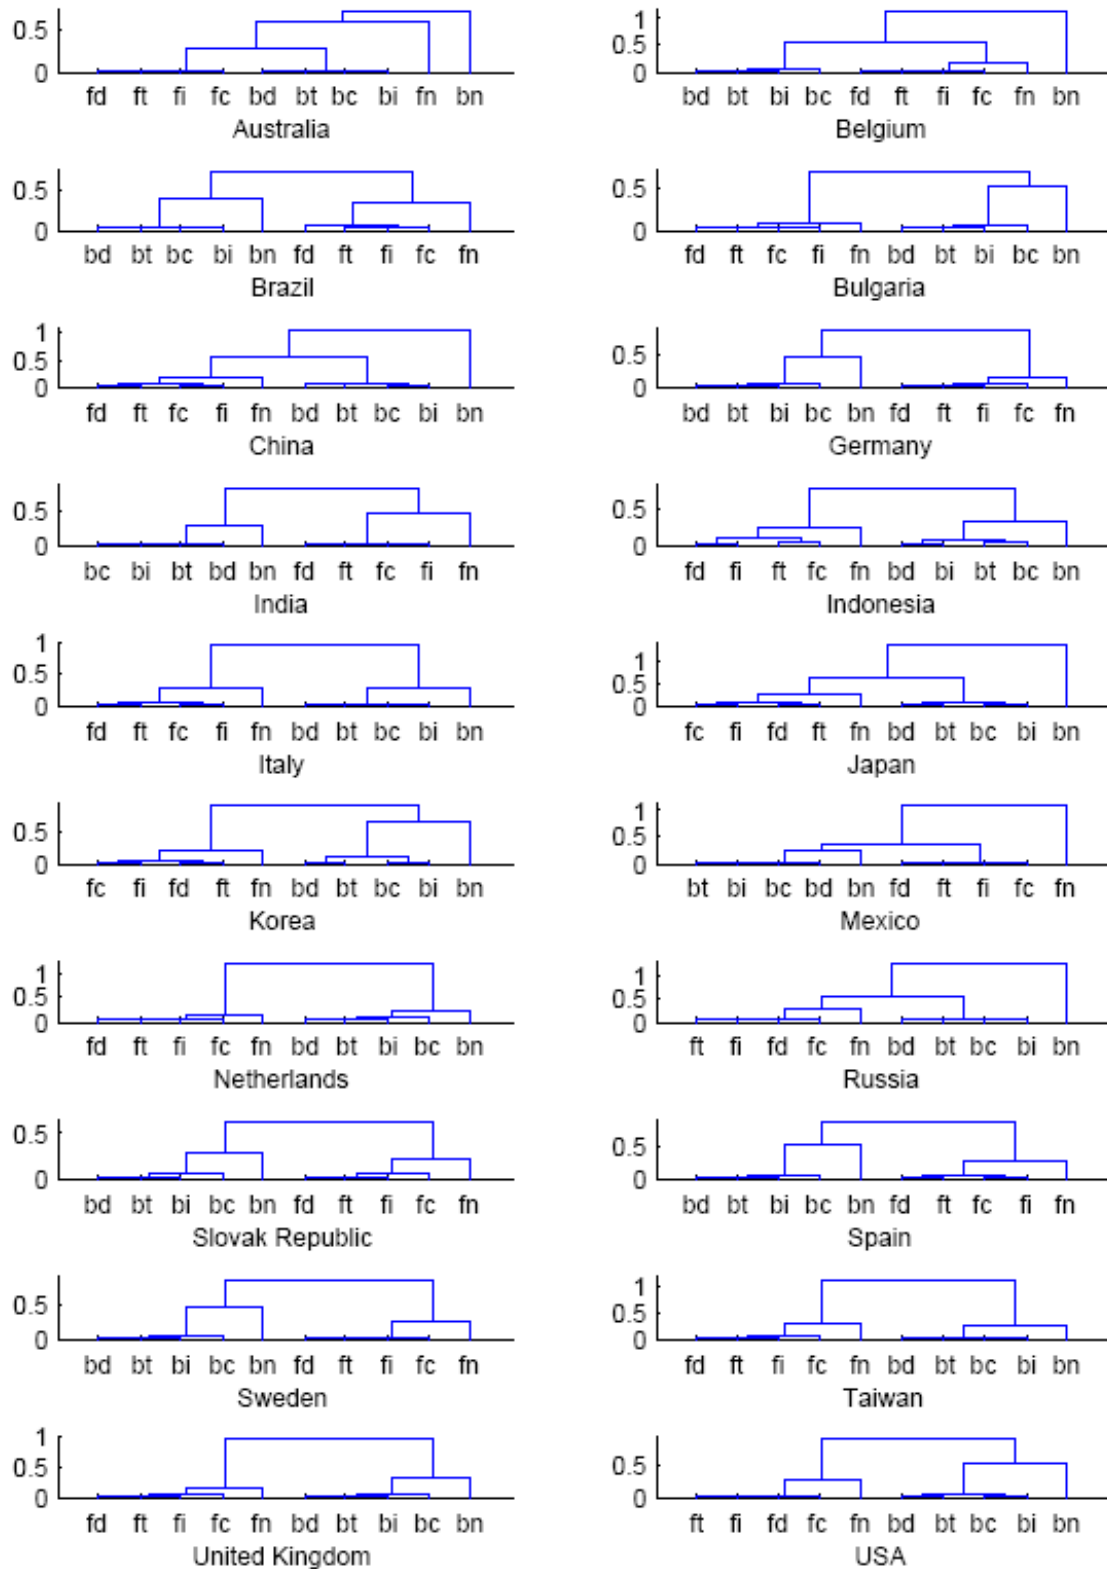 0.5
0
fd ft fi fc bd bt bc bi fn bn
Australia
1
0.5
0
bd bt bi bc fd ft fi fc fn bn
Belgium
0.5
0
bd bt bc bi bn fd ft fi fc fn
Brazil
0.5
0
fd ft fc fi fn bd bt bi bc bn
Bulgaria
1
0.5
0
fd ft fc fi fn bd bt bc bi bn
China
0.5
0
bd bt bi bc bn fd ft fi fc fn
Germany
0.5
0
bc bi bt bd bn fd ft fc fi fn
India
0.5
0
fd fi ft fc fn bd bi bt bc bn
Indonesia
1
0.5
0
fd ft fc fi fn bd bt bc bi bn
Italy
1
0.5
0
fc fi fd ft fn bd bt bc bi bn
Japan
0.5
0
fc fi fd ft fn bd bt bc bi bn
Korea
1
0.5
0
bt bi bc bd bn fd ft fi fc fn
Mexico
1
0.5
0
fd ft fi fc fn bd bt bi bc bn
Netherlands
1
0.5
0
ft fi fd fc fn bd bt bc bi bn
Russia
0.5
0
bd bt bi bc bn fd ft fi fc fn
Slovak Republic
0.5
0
bd bt bi bc bn fd ft fc fi fn
Spain
0.5
0
bd bt bi bc bn fd ft fi fc fn
Sweden
1
0.5
0
fd ft fi fc fn bd bt bc bi bn
Taiwan
1
0.5
0
fd ft fi fc fn bd bt bi bc bn
United Kingdom
0.5
0
ft fi fd fc fn bd bt bc bi bn
USA